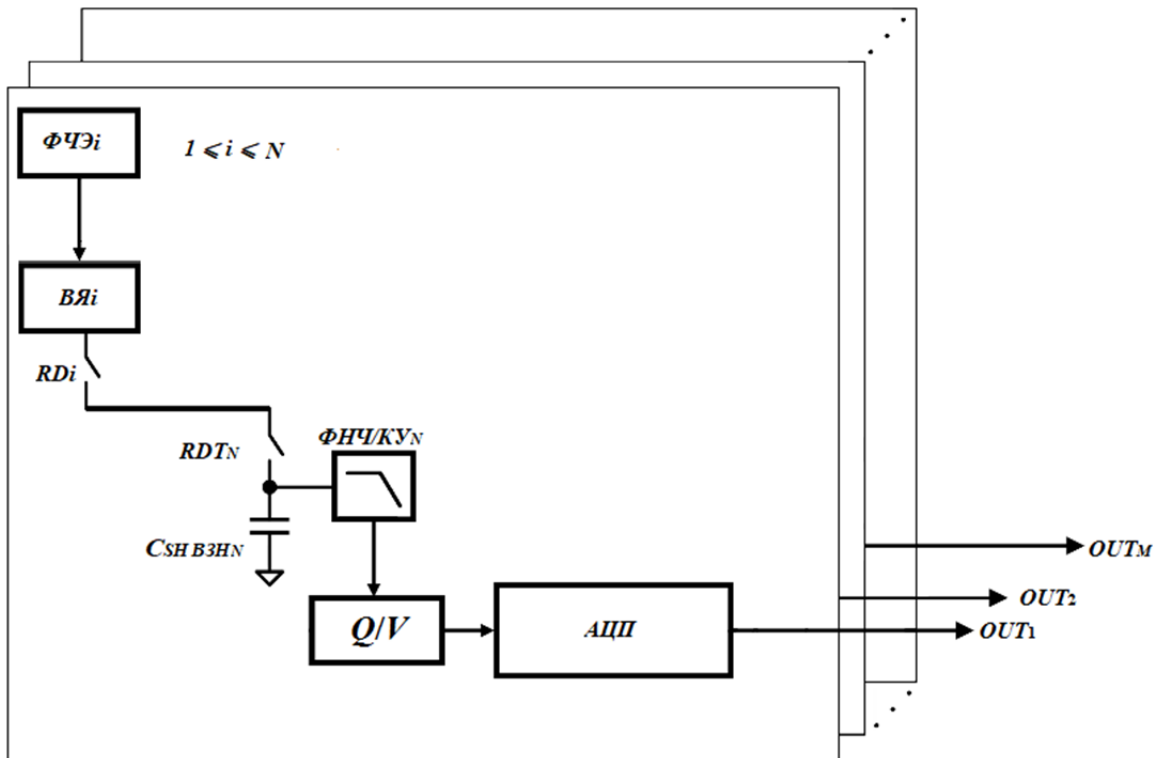 ФЧЭi
1 ⩽ i ⩽ N
ВЯi
RDi
RDTN
ФНЧ/КУN
CSH ВЗНN
Q/V
АЦП
OUTM
OUT2
OUT1